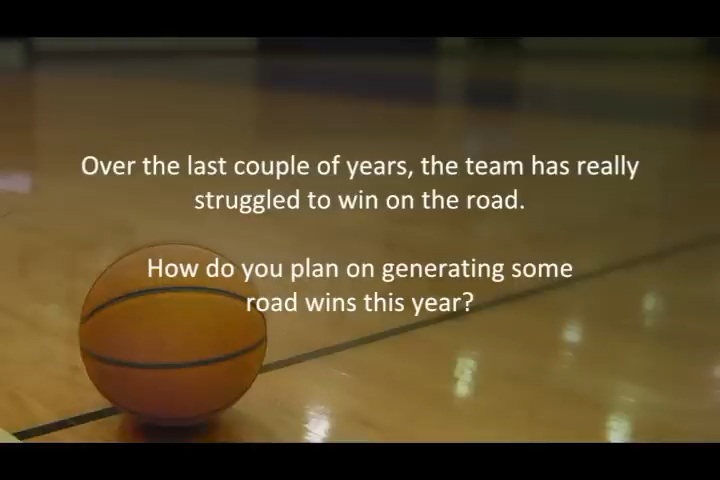 Over the last couple of years, the team has really
struggled to win on the road.
How do you plan on generating some
road wins this year?